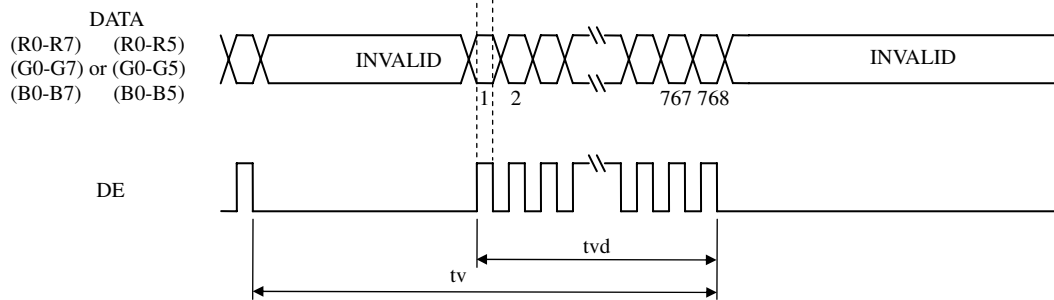 DATA
(R0-R7) (R0-R5)
(G0-G7) or (G0-G5)
(B0-B7) (B0-B5)
INVALID
INVALID
1 2 767 768
DE
tvd
tv